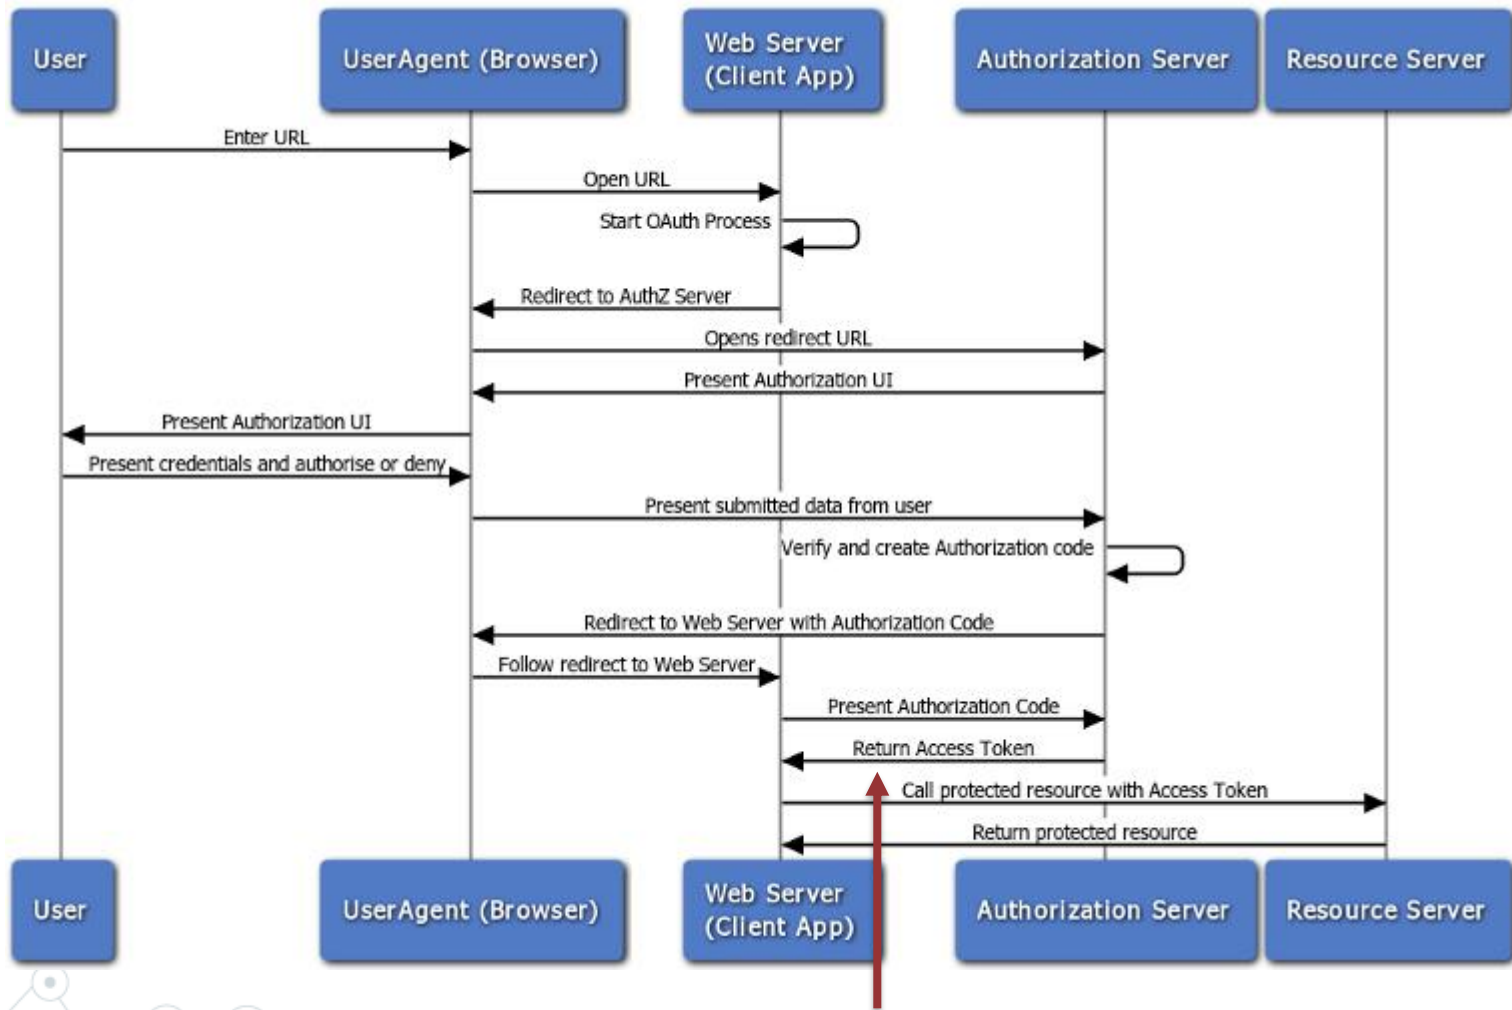 User
UserAgent (Browser)
Web Server
(Client App)
Authorization Server
Resource Server
Enter URL
Open URL
Start OAuth Process
Redirect to AuthZ Server
Opens redirect URL
Present Authorization UI
Present Authorization UI
Present credentials and authorise or deny
Present submitted data from user
Verify and create Authorization code
Redirect to Web Server with Authorization Code
Follow redirect to Web Server
Present Authorization Code
Return Access Token
Call protected resource with Access Token
Return protected resource
User
UserAgent (Browser)
Web Server
(Client App)
Authorization Server
Resource Server